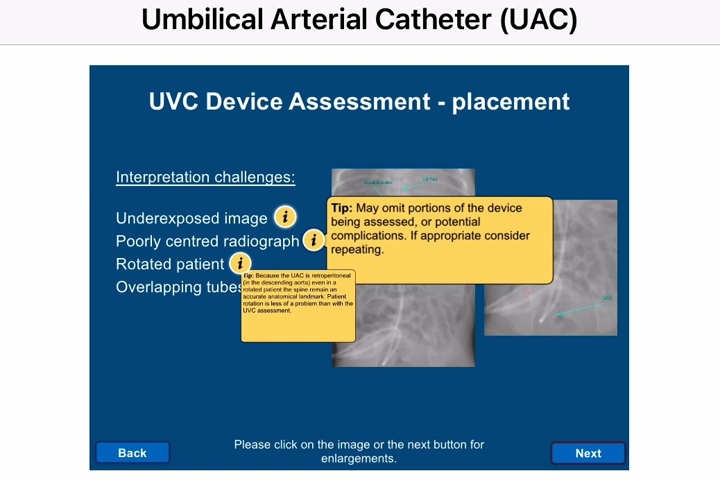 Umbilical Arterial Catheter (UAC)
UVC Device Assessment - placement
Interpretation challenges:
Underexposed image
Poorly centred radiograph
Rotated patient
Overlapping tubes
Tip: May omit portions of the device
being assessed, or potential
complications. If appropriate consider
repeating.
Tip: Because the UAC is retroperitoneal
(in the descending aorta) even in a
rotated patient the spine remain an
accurate anatomical landmark. Patient
rotation is less of a problem than with the
UVC assessment.
Please click on the image or the next button for
enlargements.
Back
Next